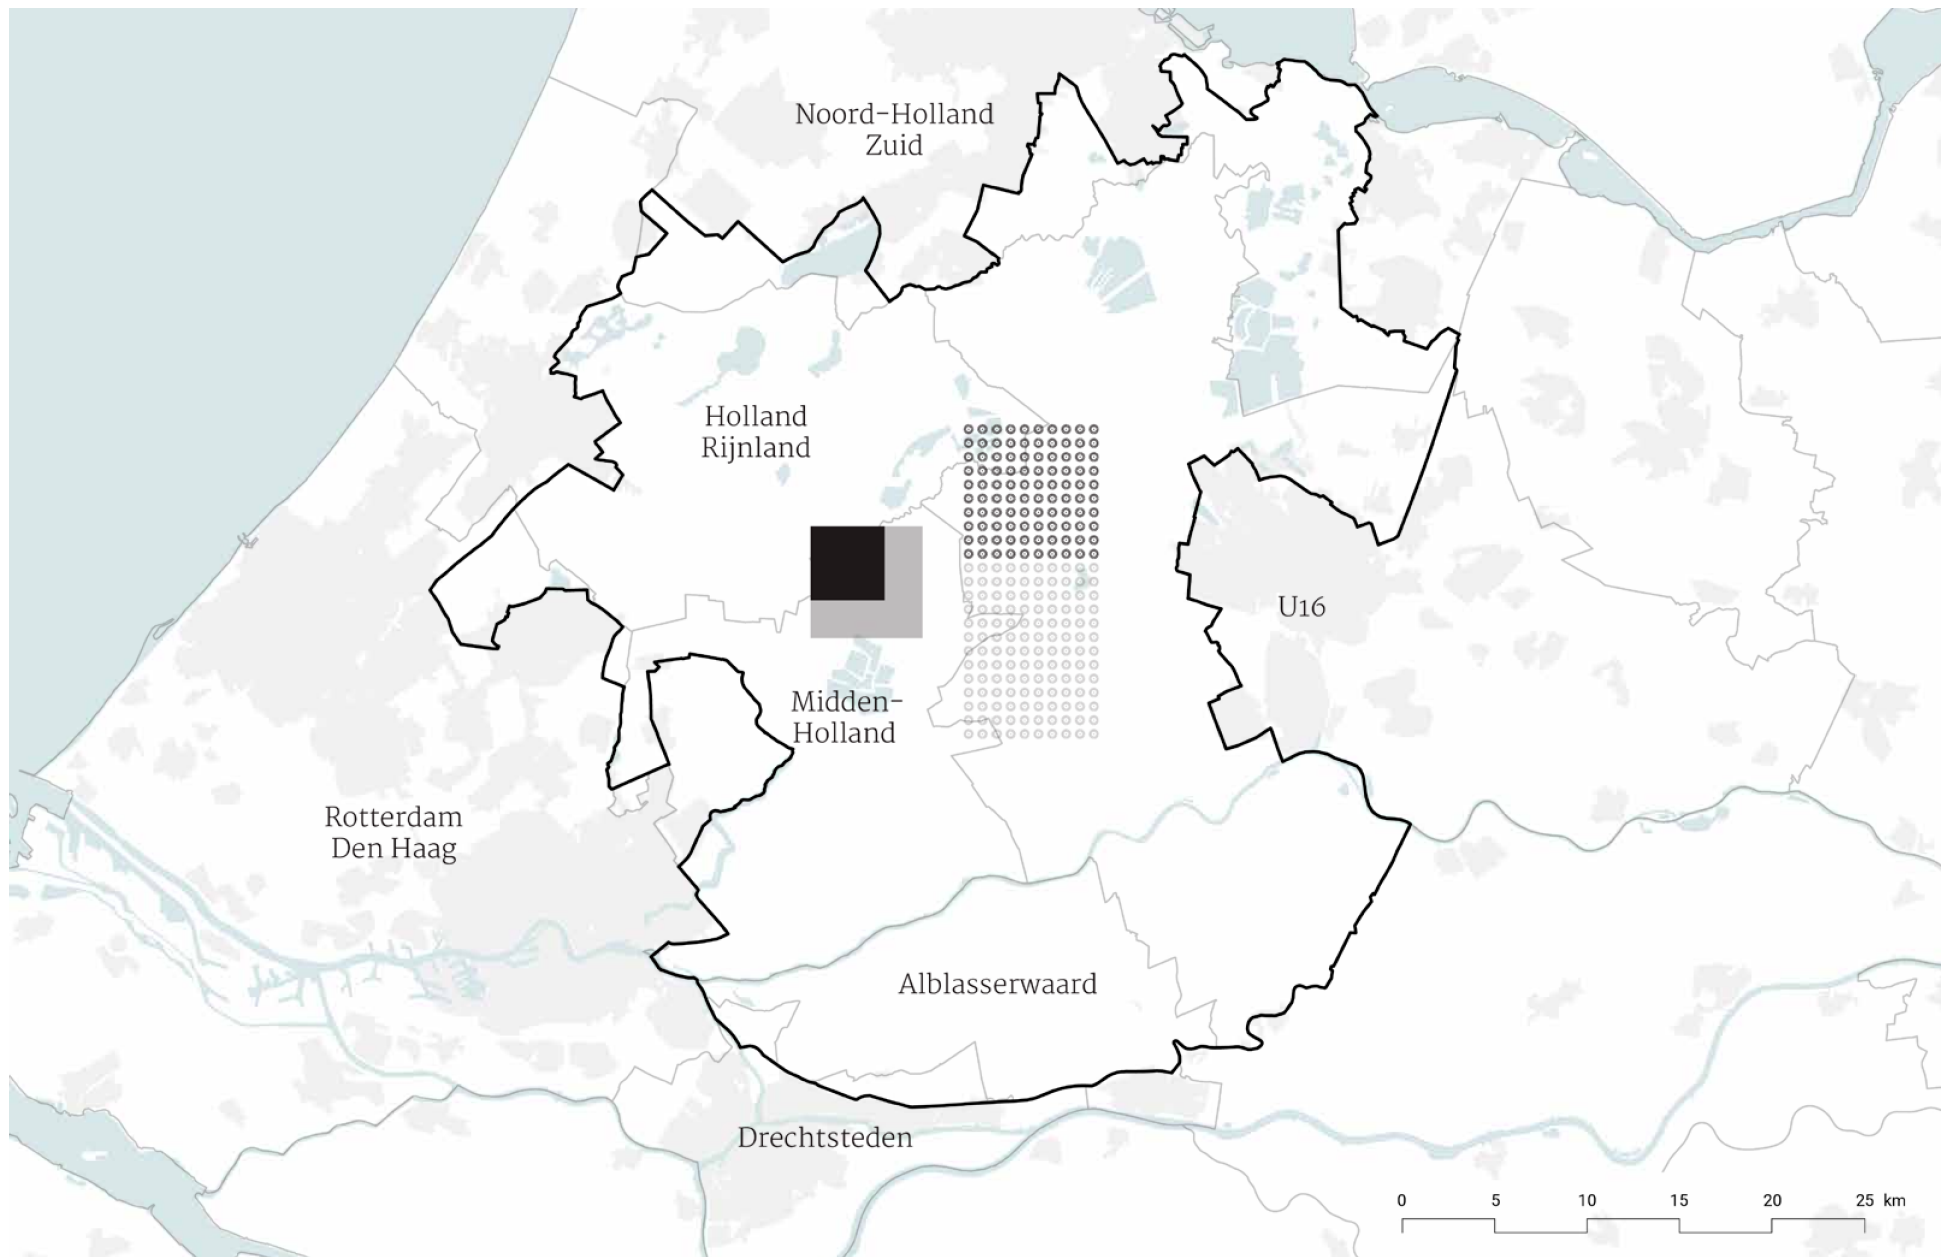 Noord-Holland
Zuid
Holland
Rijnland
U16
Midden-
Holland
Rotterdam
Den Haag
Alblasserwaard
Drechtsteden
0 5 10 15 20 25 km